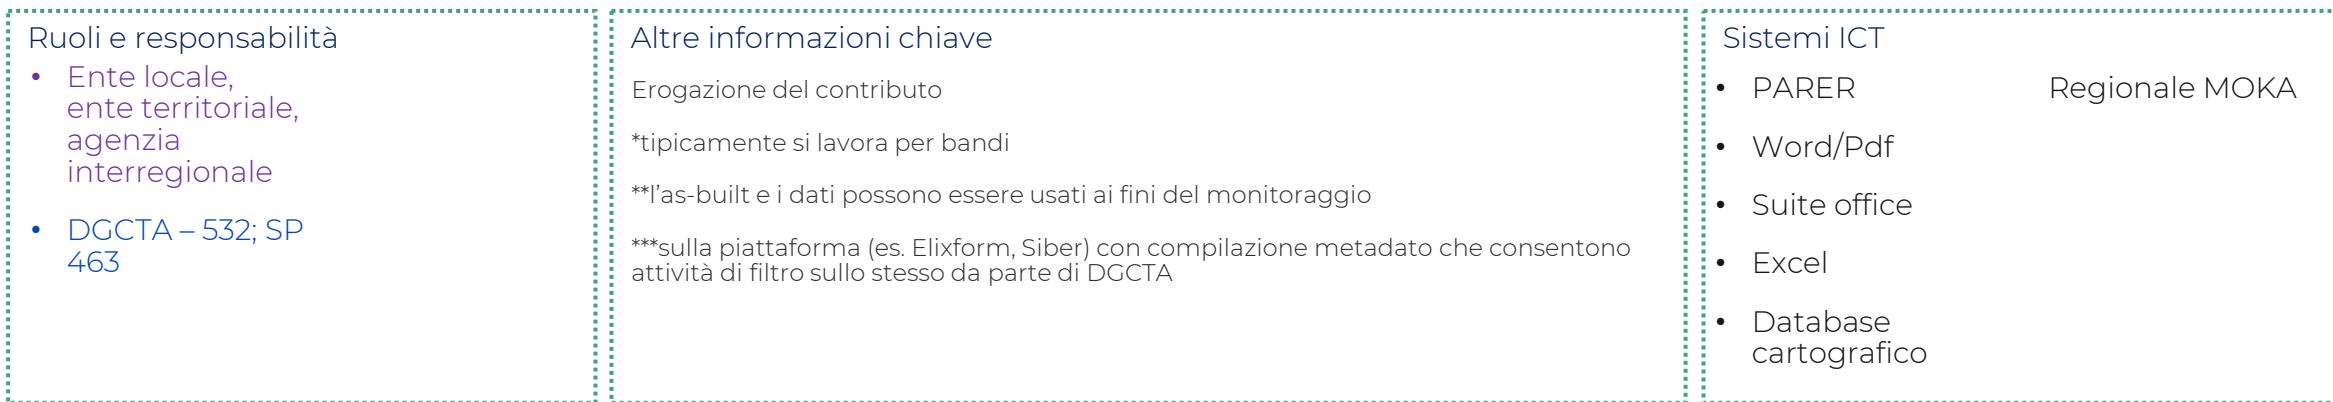 Ruoli e responsabilità
• Ente locale,
ente territoriale,
agenzia
interregionale
• DGCTA – 532; SP
463
Altre informazioni chiave
Erogazione del contributo
*tipicamente si lavora per bandi
**l’as-built e i dati possono essere usati ai fini del monitoraggio
***sulla piattaforma (es. Elixform, Siber) con compilazione metadato che consentono
attività di filtro sullo stesso da parte di DGCTA
Sistemi ICT
• PARER
• Word/Pdf
• Suite office
• Excel
• Database
cartografico
Regionale MOKA